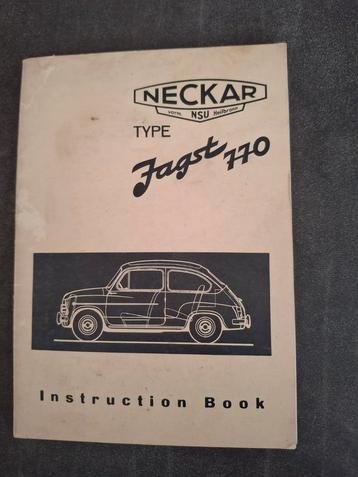 NECKAR
vorm. NSU Heilbronn
TYPE
Jagst 770
Instruction Book